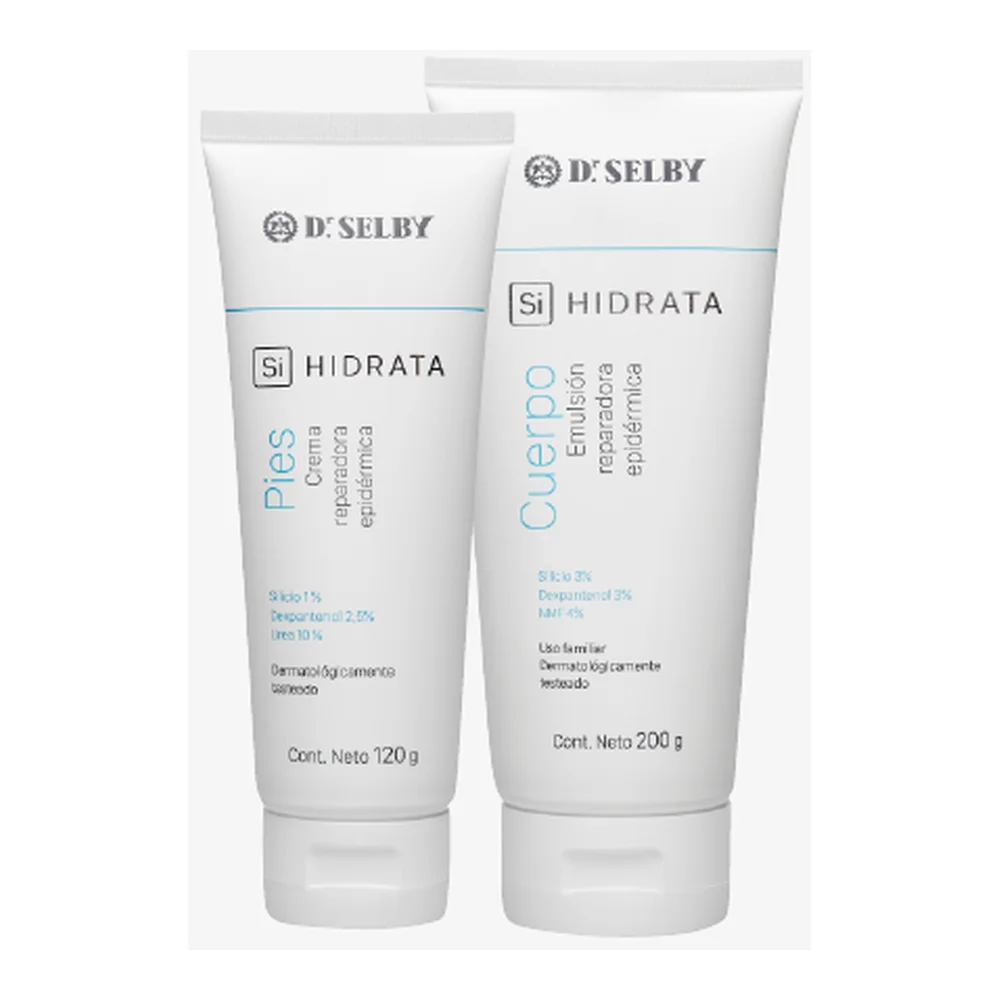 Dr. SELBY
Si HIDRATA
Pies
Crema
reparadora
epidérmica
Silicio 1%
Dexpantenol 2,5%
Urea 10%
Dermatológicamente
testeado
Cont. Neto 120 g
Dr. SELBY
Si HIDRATA
Cuerpo
Emulsión
reparadora
epidérmica
Silicio 3%
Dexpantenol 3%
NMF 4%
Uso familiar
Dermatológicamente
testeado
Cont. Neto 200 g